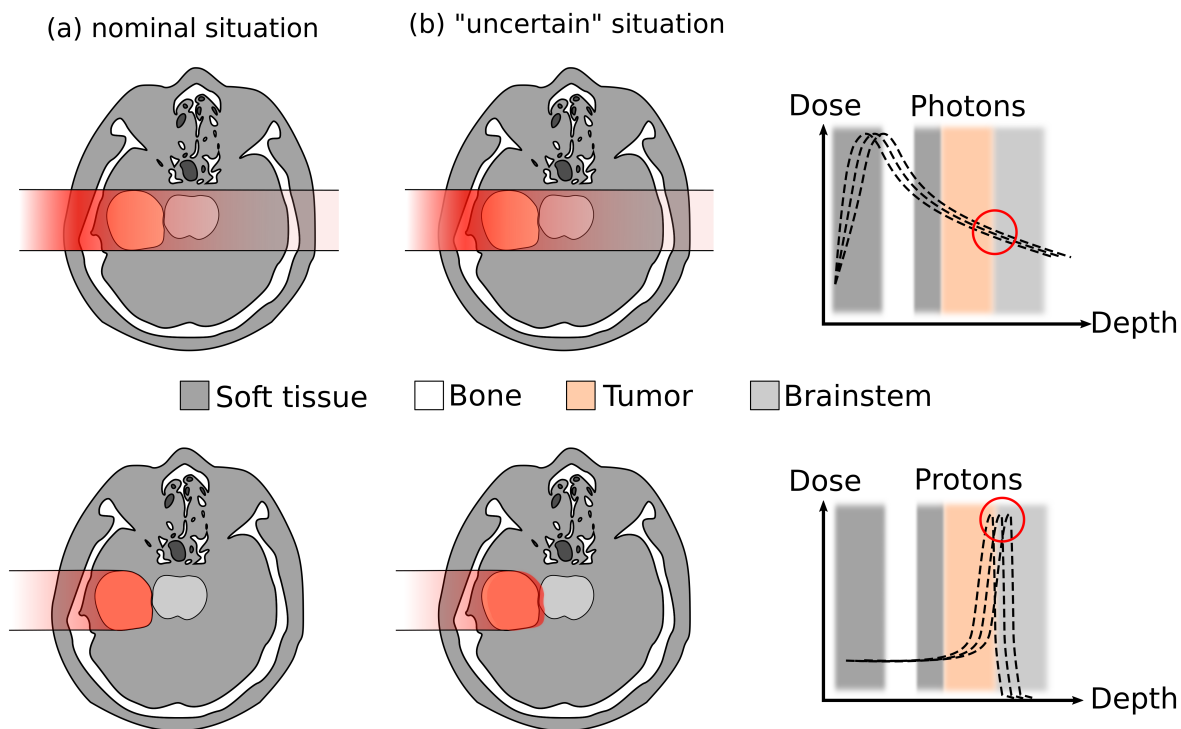 (a) nominal situation
(b) "uncertain" situation
Dose
Photons
Depth
Soft tissue
Bone
Tumor
Brainstem
Dose
Protons
Depth